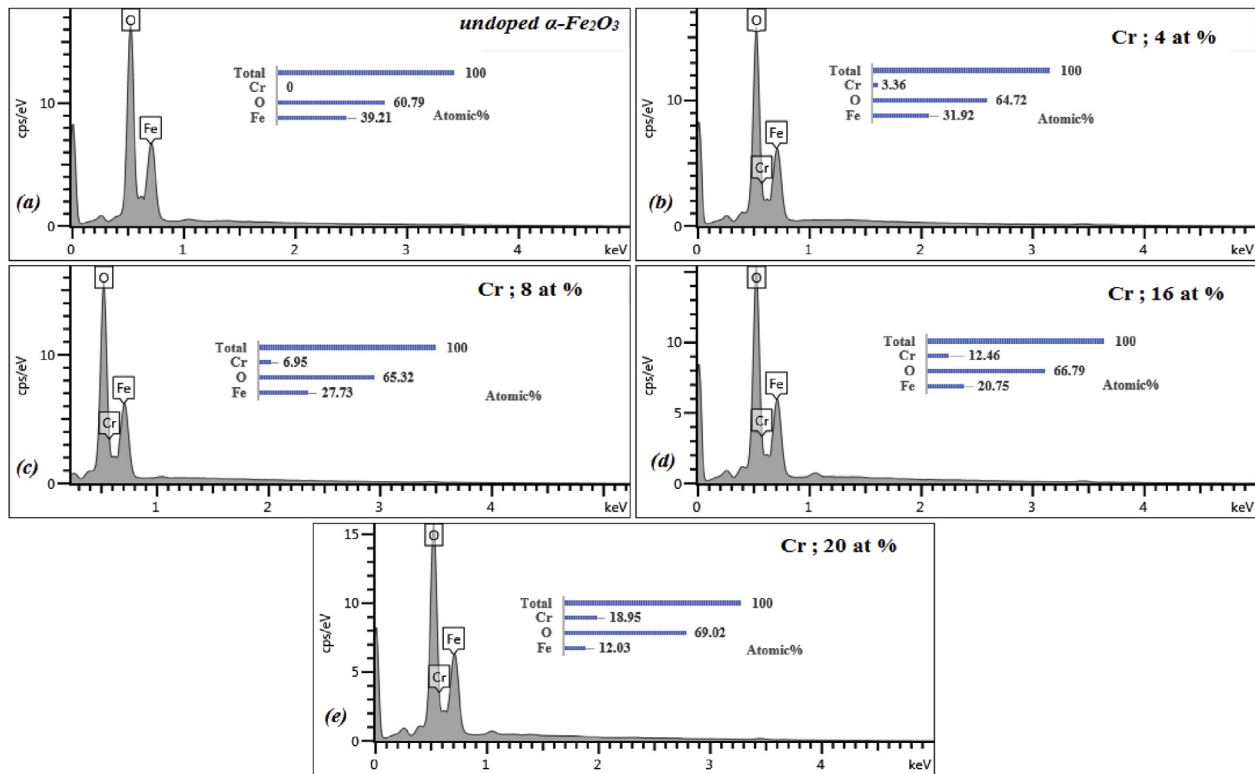 undoped α-Fe₂O₃
O
Fe
Total 100
Cr 0
O 60.79
Fe 39.21
Atomic%
cps/eV
10
0
(a)
0 1 2 3 4 keV
Cr ; 4 at %
O
Fe
Cr
Total 100
Cr 3.36
O 64.72
Fe 31.92
Atomic%
cps/eV
10
0
(b)
0 1 2 3 4 keV
Cr ; 8 at %
O
Fe
Cr
Total 100
Cr 6.95
O 65.32
Fe 27.73
Atomic%
cps/eV
10
0
(c)
1 2 3 4 5 keV
Cr ; 16 at %
O
Fe
Cr
Total 100
Cr 12.46
O 66.79
Fe 20.75
Atomic%
cps/eV
10
5
0
(d)
0 1 2 3 4 keV
Cr ; 20 at %
O
Fe
Cr
Total 100
Cr 18.95
O 69.02
Fe 12.03
Atomic%
cps/eV
15
10
5
0
(e)
0 1 2 3 4 keV